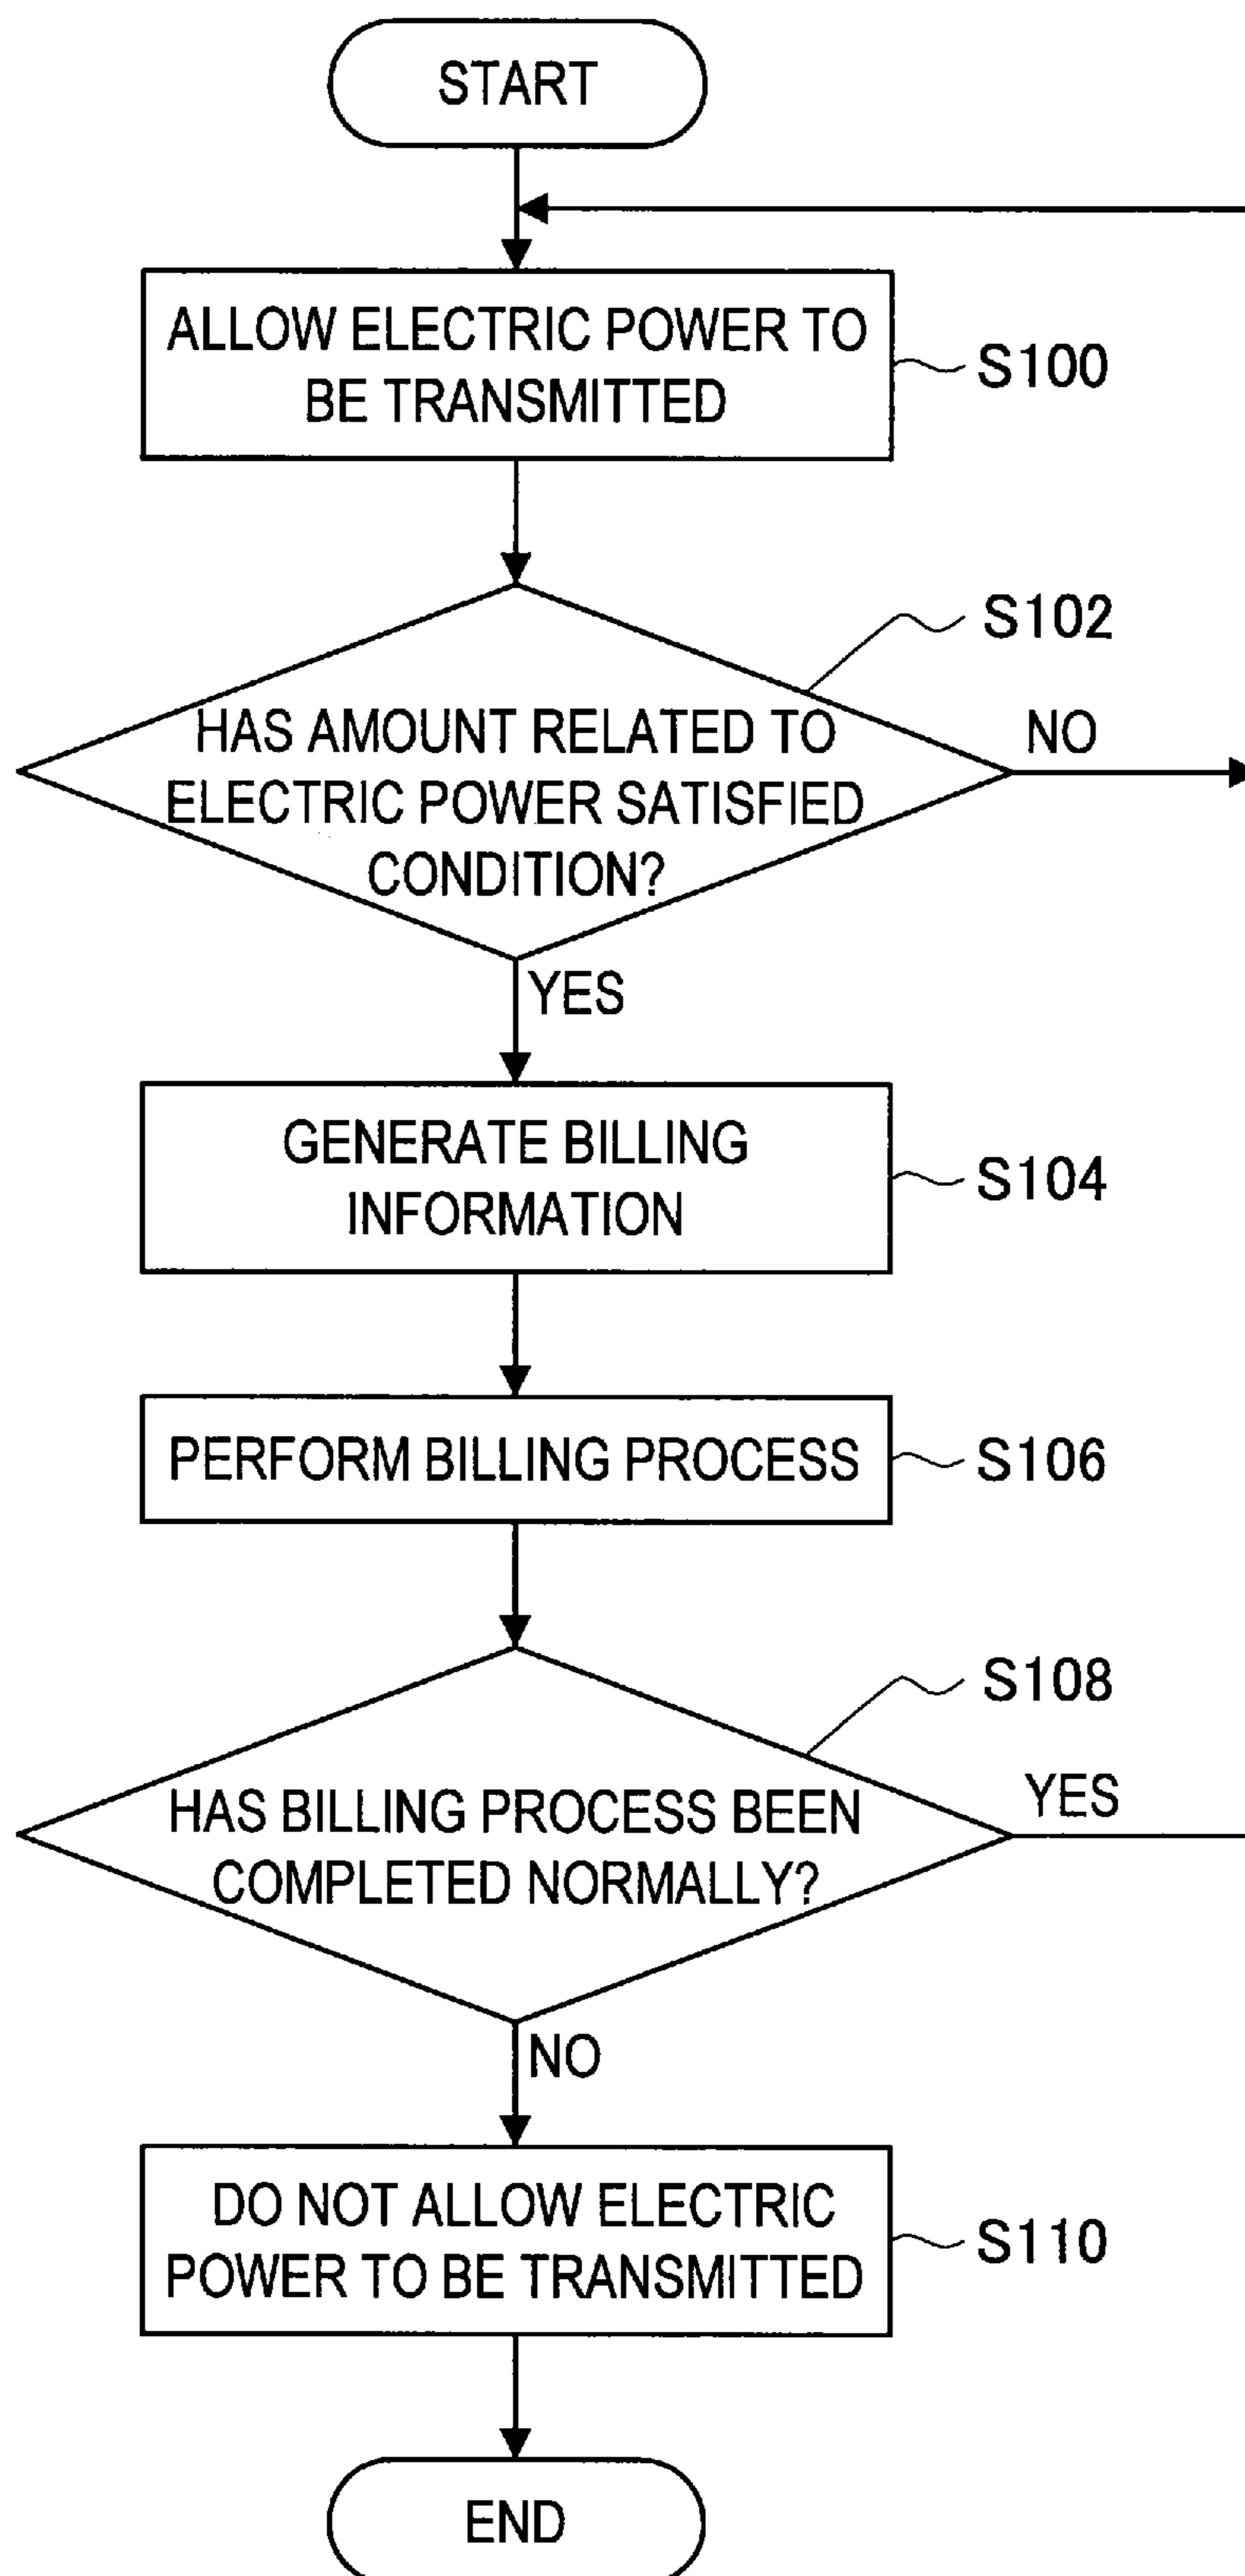 START
ALLOW ELECTRIC POWER TO
BE TRANSMITTED
S100
S102
HAS AMOUNT RELATED TO
ELECTRIC POWER SATISFIED
CONDITION?
NO
YES
GENERATE BILLING
INFORMATION
S104
PERFORM BILLING PROCESS
S106
S108
HAS BILLING PROCESS BEEN
COMPLETED NORMALLY?
YES
NO
DO NOT ALLOW ELECTRIC
POWER TO BE TRANSMITTED
S110
END